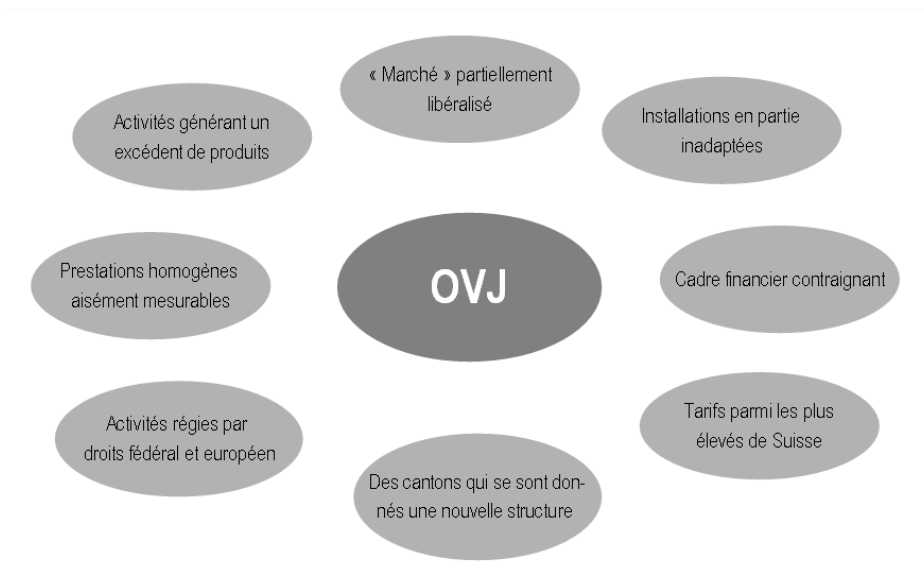 « Marché » partiellement
libéralisé
Activités générant un
excédent de produits
Installations en partie
inadaptées
Prestations homogènes
aisément mesurables
OVJ
Cadre financier contraignant
Activités régies par
droits fédéral et européen
Tarifs parmi les plus
élevés de Suisse
Des cantons qui se sont don-
nés une nouvelle structure